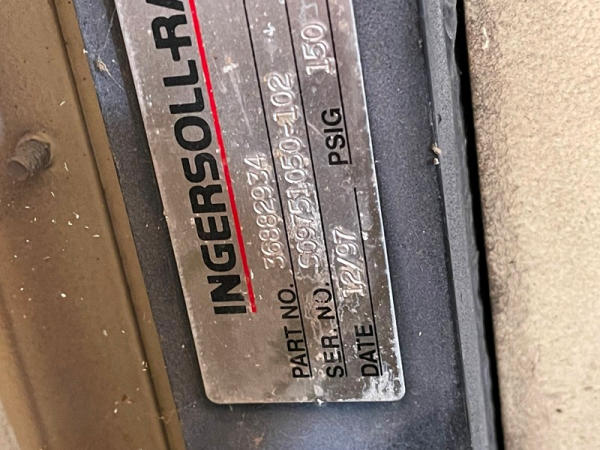 INGERSOLL-RA
PART NO. 36882934
SER. NO. S09751050-102
DATE 12/97 PSIG 150